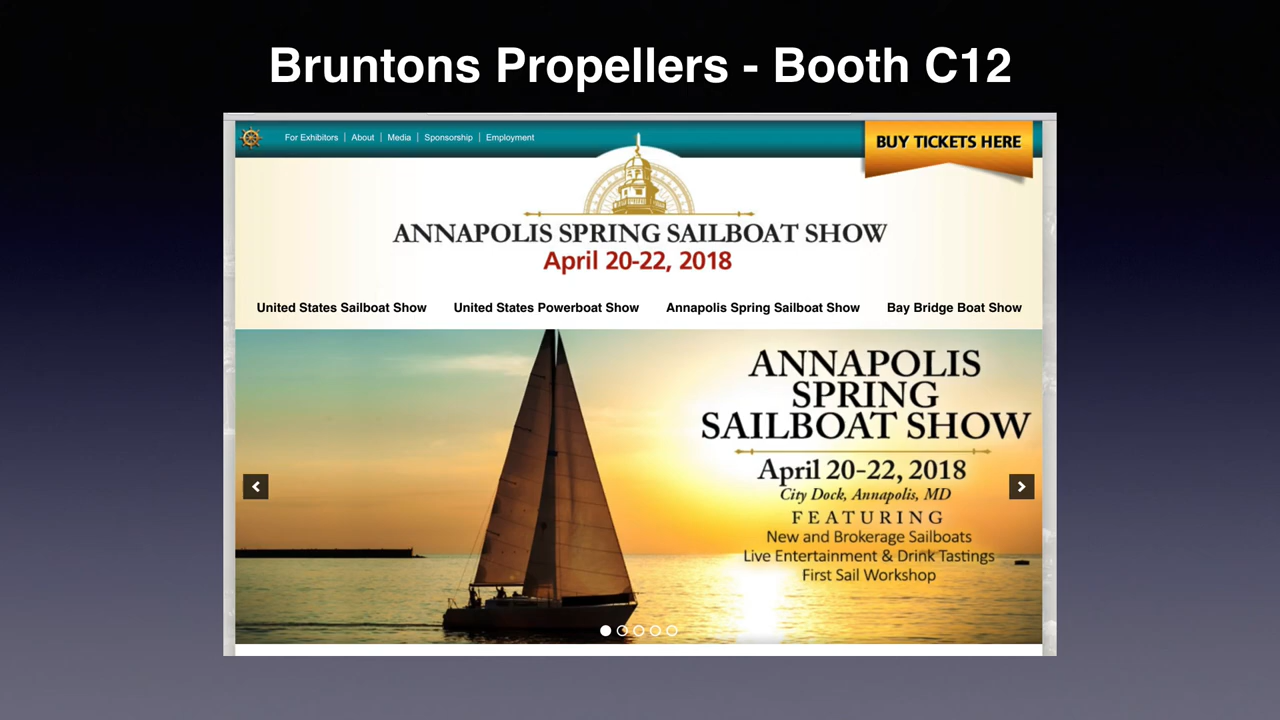 Bruntons Propellers - Booth C12
For Exhibitors | About | Media | Sponsorship | Employment
BUY TICKETS HERE
ANNAPOLIS SPRING SAILBOAT SHOW
April 20-22, 2018
United States Sailboat Show United States Powerboat Show Annapolis Spring Sailboat Show Bay Bridge Boat Show
ANNAPOLIS
SPRING
SAILBOAT SHOW
April 20-22, 2018
City Dock, Annapolis, MD
FEATURING
New and Brokerage Sailboats
Live Entertainment & Drink Tastings
First Sail Workshop